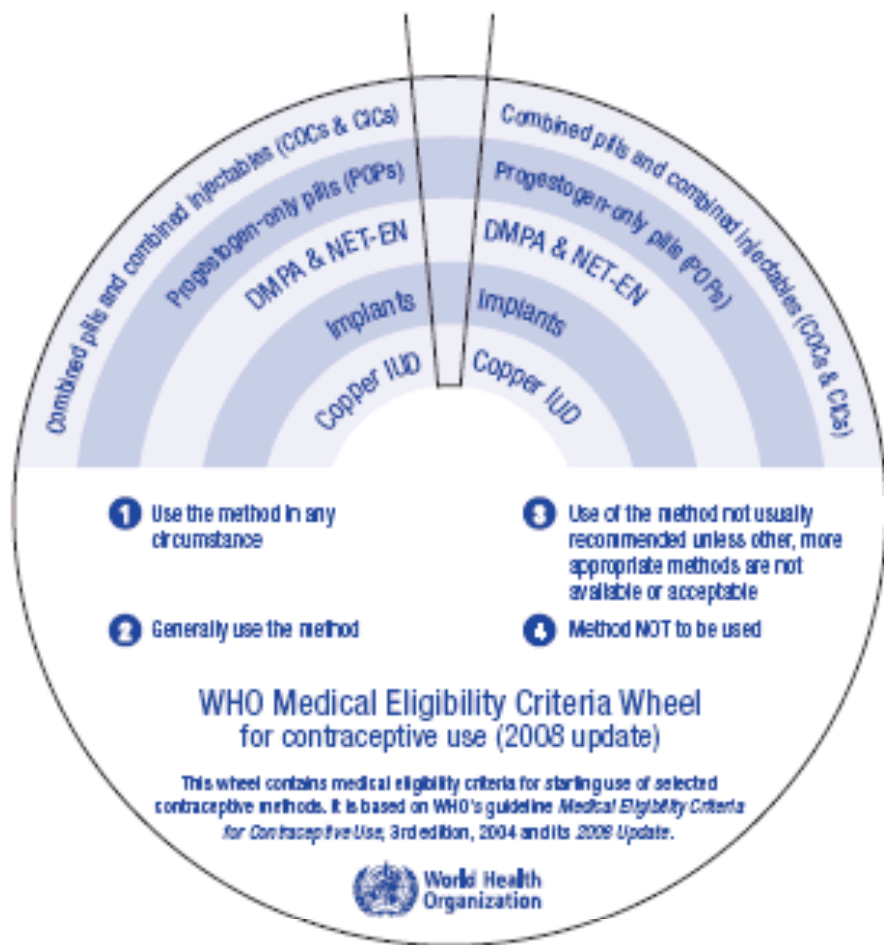 Combined pills and combined injectables (COCs & CICs)
Progestogen-only pills (POPs)
DMPA & NET-EN
Implants
Copper IUD
Combined pills and combined injectables (COCs & CICs)
Progestogen-only pills (POPs)
DMPA & NET-EN
Implants
Copper IUD
1 Use the method in any
circumstance
2 Generally use the method
3 Use of the method not usually
recommended unless other, more
appropriate methods are not
available or acceptable
4 Method NOT to be used
WHO Medical Eligibility Criteria Wheel
for contraceptive use (2008 update)
This wheel contains medical eligibility criteria for starting use of selected
contraceptive methods. It is based on WHO's guideline Medical Eligibility Criteria
for Contraceptive Use, 3rd edition, 2004 and its 2008 Update.
World Health
Organization